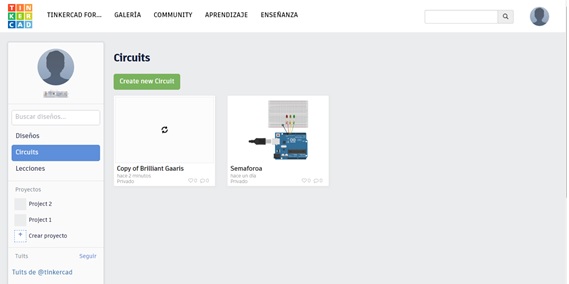 TIN
KER
CAD
TINKERCAD FOR...
GALERÍA
COMMUNITY
APRENDIZAJE
ENSEÑANZA
Buscar diseños...
Diseños
Circuits
Lecciones
Proyectos
Project 2
Project 1
+ Crear proyecto
Tuits
Seguir
Tuits de @tinkercad
Circuits
Create new Circuit
Copy of Brilliant Gaaris
hace 2 minutos
Privado
0 0
Semaforoa
hace un día
Privado
0 0